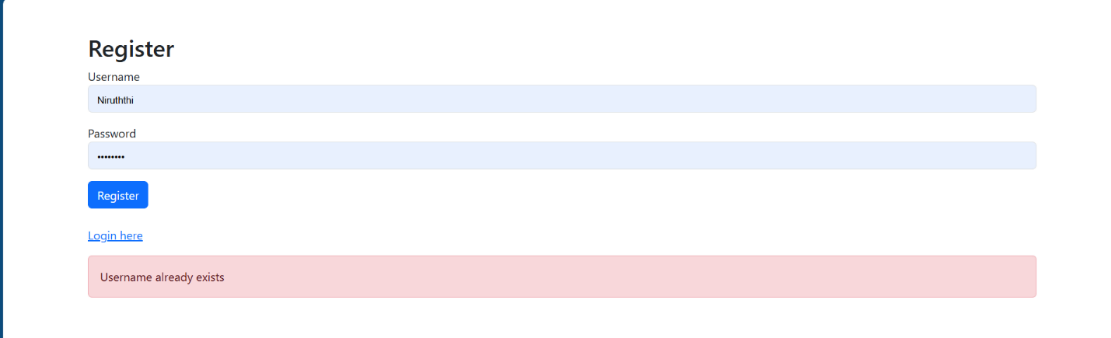 Register
Username
Niruththi
Password
••••••••
Register
Login here
Username already exists